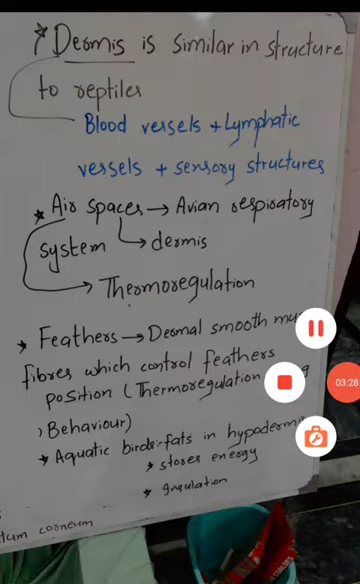 * Dermis is similar in structure
to reptiles
Blood vessels + Lymphatic
vessels + sensory structures
* Air spaces → Avian respiratory
system → dermis
→ Thermoregulation
* Feathers → Dermal smooth
fibres which control feathers
position (Thermoregulation
03:28
, Behaviour)
* Aquatic birds:- fats in
* stores energy
* Insulation
corneum